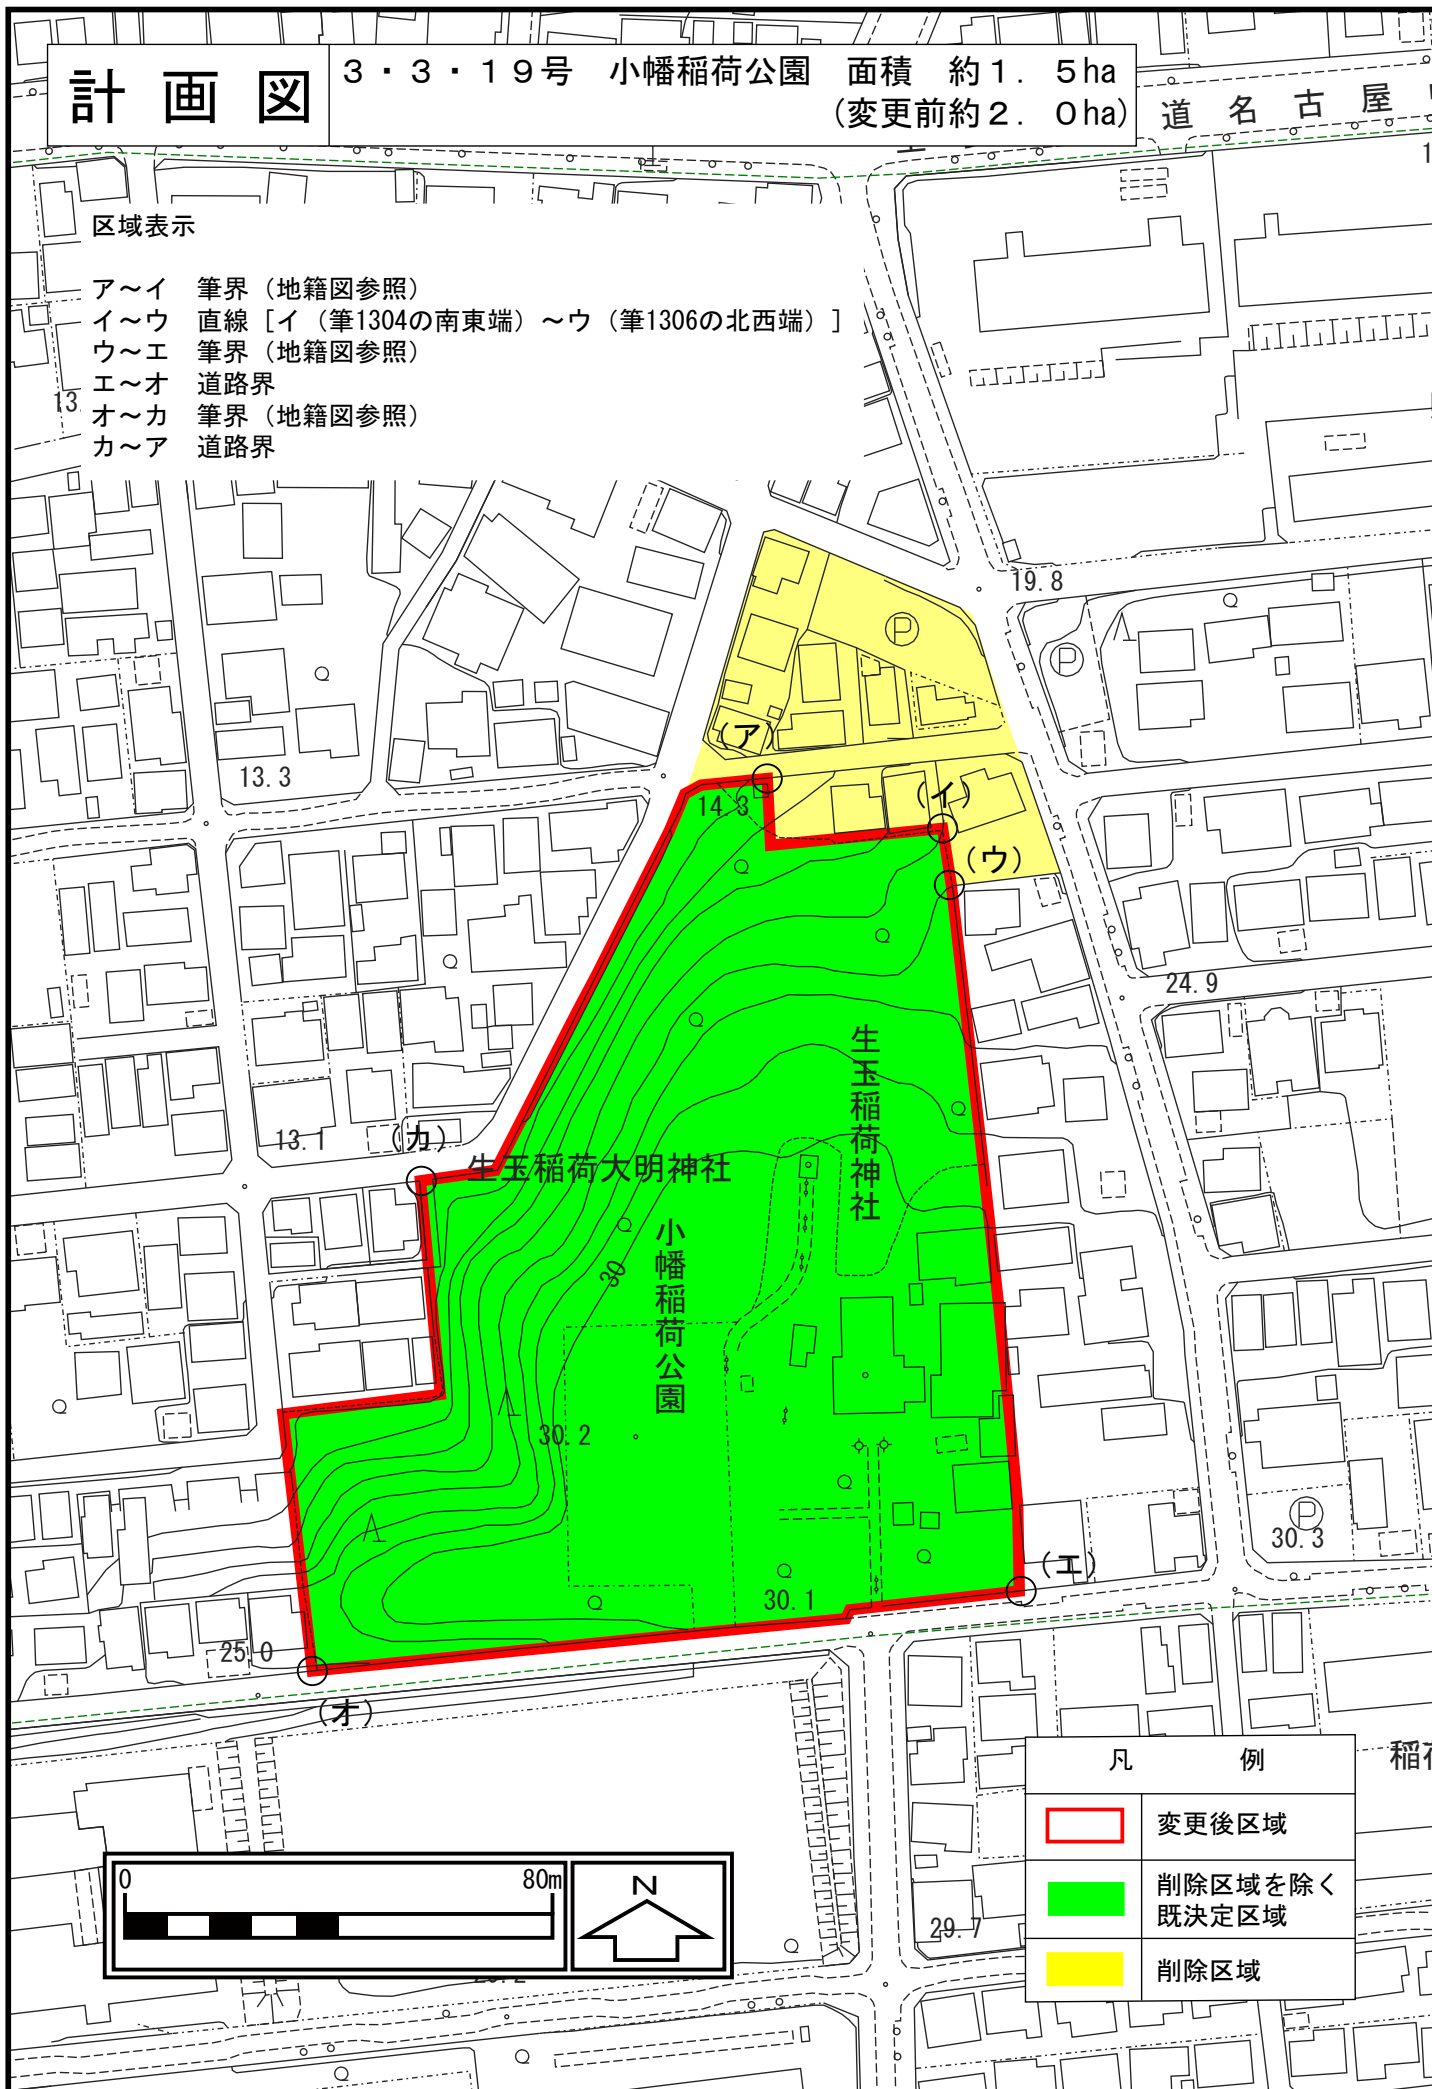 計画図
3・3・19号　小幡稲荷公園　面積　約1．5ha
(変更前約2．0ha)
道名古屋
区域表示
ア～イ　筆界（地籍図参照）
イ～ウ　直線［イ（筆1304の南東端）～ウ（筆1306の北西端）］
ウ～エ　筆界（地籍図参照）
エ～オ　道路界
オ～カ　筆界（地籍図参照）
カ～ア　道路界
13.
19.8
P
P
(ア)
13.3
14.3
(イ)
(ウ)
24.9
生玉稲荷神社
13.1
(カ)
生玉稲荷大明神社
小幡稲荷公園
30
30.2
P
30.3
(エ)
30.1
25.0
(オ)
凡例
変更後区域
削除区域を除く
既決定区域
削除区域
稲
0
80m
N
29.7